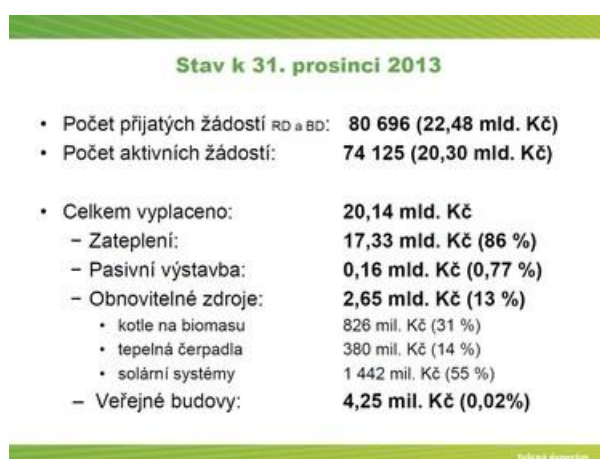 Stav k 31. prosinci 2013
• Počet přijatých žádostí RD a BD: 80 696 (22,48 mld. Kč)
• Počet aktivních žádostí: 74 125 (20,30 mld. Kč)
• Celkem vyplaceno: 20,14 mld. Kč
– Zateplení: 17,33 mld. Kč (86 %)
– Pasivní výstavba: 0,16 mld. Kč (0,77 %)
– Obnovitelné zdroje: 2,65 mld. Kč (13 %)
• kotle na biomasu 826 mil. Kč (31 %)
• tepelná čerpadla 380 mil. Kč (14 %)
• solární systémy 1 442 mil. Kč (55 %)
– Veřejné budovy: 4,25 mil. Kč (0,02%)